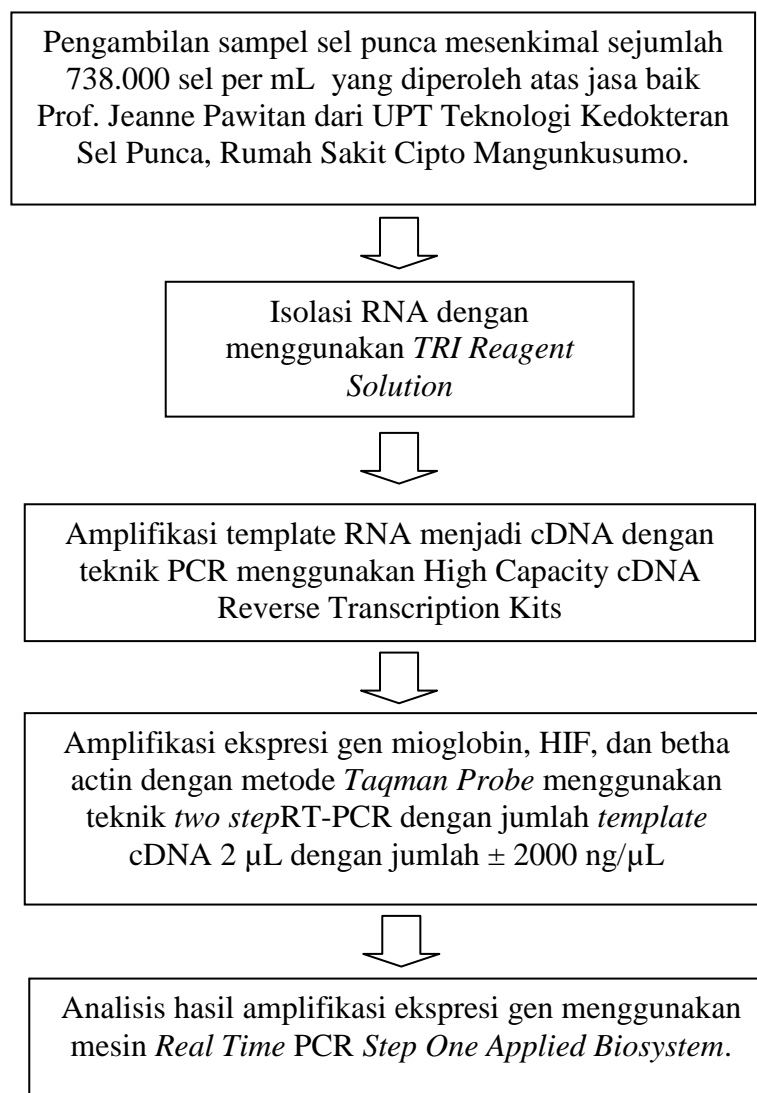 Pengambilan sampel sel punca mesenkimal sejumlah
738.000 sel per mL yang diperoleh atas jasa baik
Prof. Jeanne Pawitan dari UPT Teknologi Kedokteran
Sel Punca, Rumah Sakit Cipto Mangunkusumo.
Isolasi RNA dengan
menggunakan TRI Reagent
Solution
Amplifikasi template RNA menjadi cDNA dengan
teknik PCR menggunakan High Capacity cDNA
Reverse Transcription Kits
Amplifikasi ekspresi gen mioglobin, HIF, dan betha
actin dengan metode Taqman Probe menggunakan
teknik two stepRT-PCR dengan jumlah template
cDNA 2 µL dengan jumlah ± 2000 ng/µL
Analisis hasil amplifikasi ekspresi gen menggunakan
mesin Real Time PCR Step One Applied Biosystem.